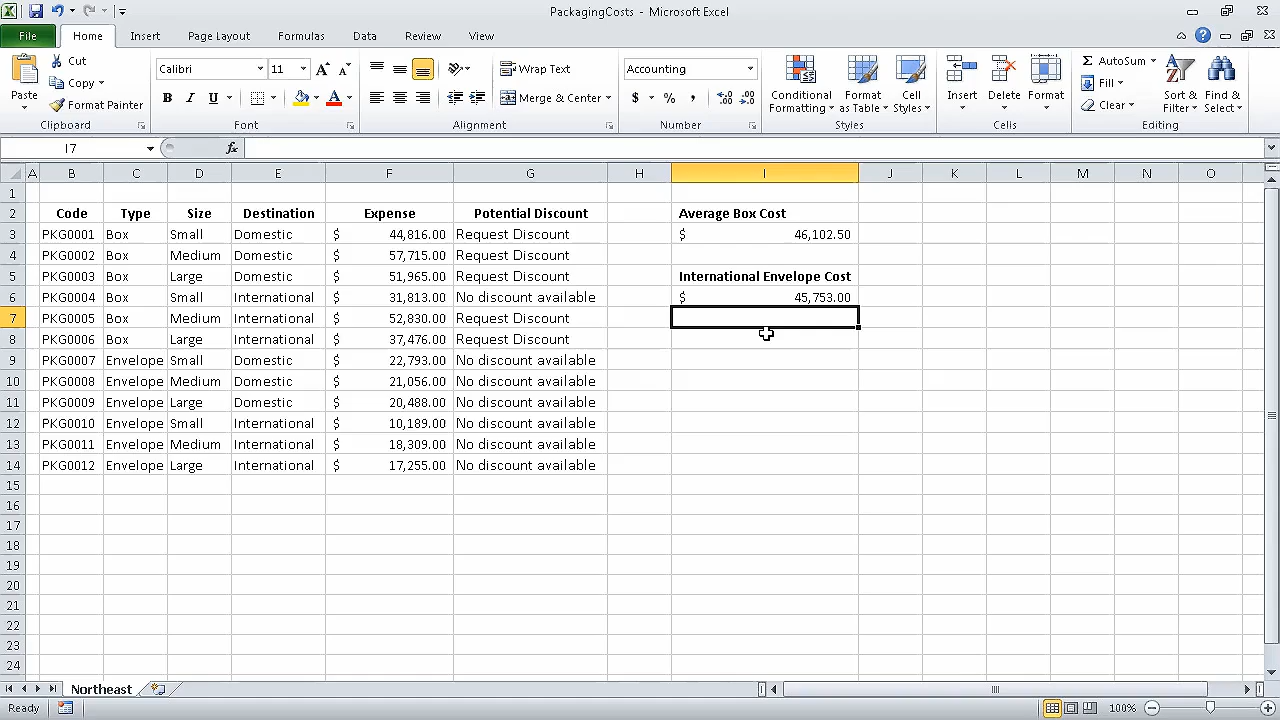 PackagingCosts - Microsoft Excel
File Home Insert Page Layout Formulas Data Review View
Paste
Cut
Copy
Format Painter
Clipboard
Calibri 11
B I U
Font
Wrap Text
Merge & Center
Alignment
Accounting
$ % ,
Number
Conditional Formatting
Format as Table
Cell Styles
Styles
Insert Delete Format
Cells
AutoSum
Fill
Clear
Sort & Filter
Find & Select
Editing
I7 fx
A B C D E F G H I J K L M N O
1
2 Code Type Size Destination Expense Potential Discount Average Box Cost
3 PKG0001 Box Small Domestic $ 44,816.00 Request Discount $ 46,102.50
4 PKG0002 Box Medium Domestic $ 57,715.00 Request Discount
5 PKG0003 Box Large Domestic $ 51,965.00 Request Discount International Envelope Cost
6 PKG0004 Box Small International $ 31,813.00 No discount available $ 45,753.00
7 PKG0005 Box Medium International $ 52,830.00 Request Discount
8 PKG0006 Box Large International $ 37,476.00 Request Discount
9 PKG0007 Envelope Small Domestic $ 22,793.00 No discount available
10 PKG0008 Envelope Medium Domestic $ 21,056.00 No discount available
11 PKG0009 Envelope Large Domestic $ 20,488.00 No discount available
12 PKG0010 Envelope Small International $ 10,189.00 No discount available
13 PKG0011 Envelope Medium International $ 18,309.00 No discount available
14 PKG0012 Envelope Large International $ 17,255.00 No discount available
15
16
17
18
19
20
21
22
23
24
Northeast
Ready 100%